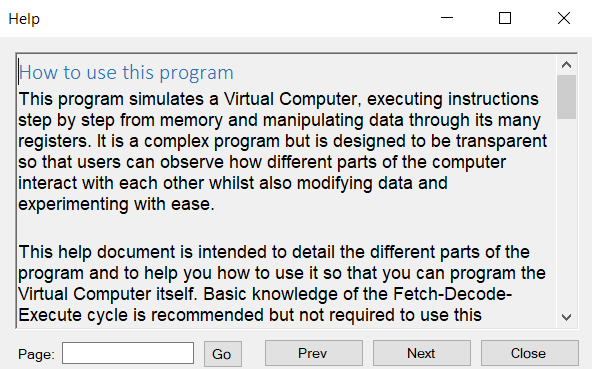 Help
How to use this program
This program simulates a Virtual Computer, executing instructions
step by step from memory and manipulating data through its many
registers. It is a complex program but is designed to be transparent
so that users can observe how different parts of the computer
interact with each other whilst also modifying data and
experimenting with ease.
This help document is intended to detail the different parts of the
program and to help you how to use it so that you can program the
Virtual Computer itself. Basic knowledge of the Fetch-Decode-
Execute cycle is recommended but not required to use this
Page: Go Prev Next Close